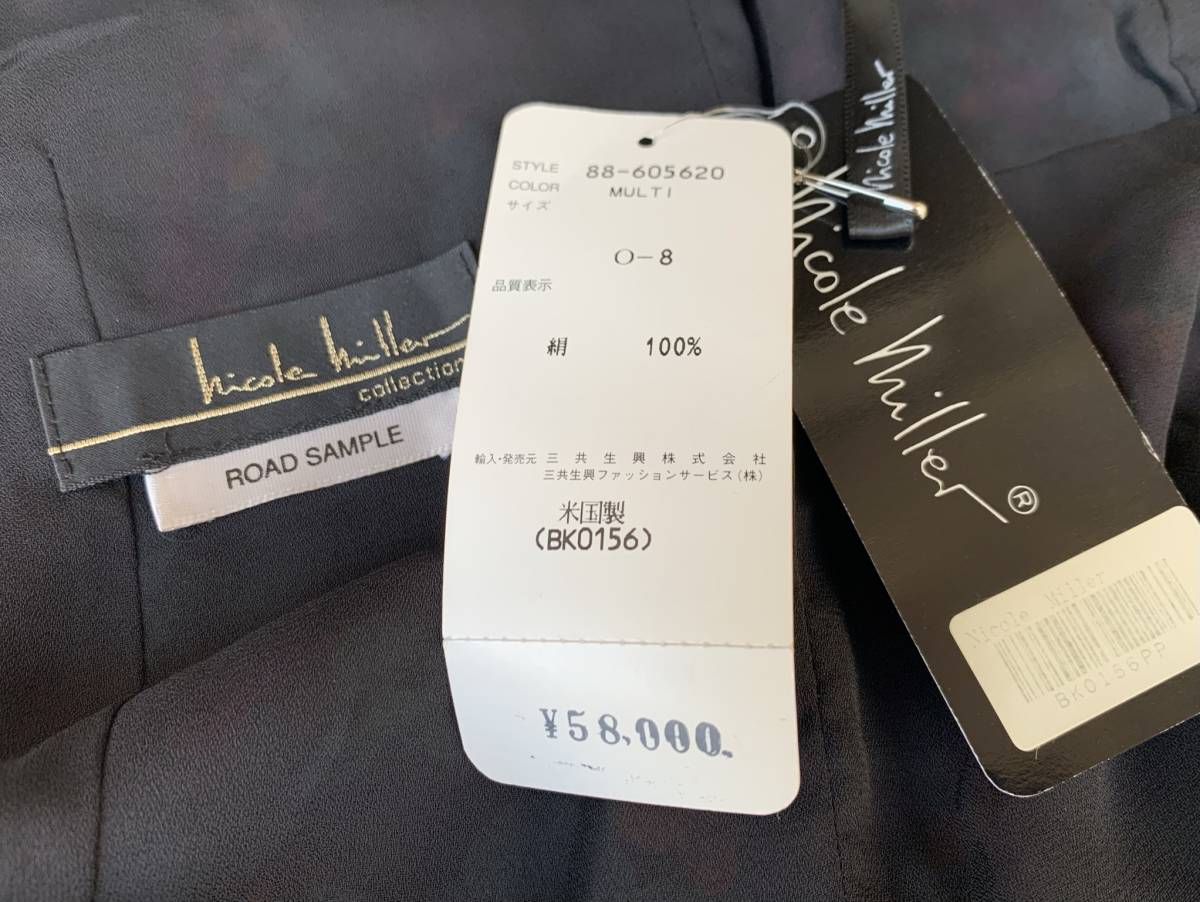 nicole miller
collection
ROAD SAMPLE
STYLE 88-605620
COLOR MULTI
サイズ
O-8
品質表示
絹 100%
輸入・発売元 三共生興株式会社
三共生興ファッションサービス(株)
米国製
(BK0156)
¥58,000.
nicole miller
nicole miller®
Nicole Miller
BK0156PP